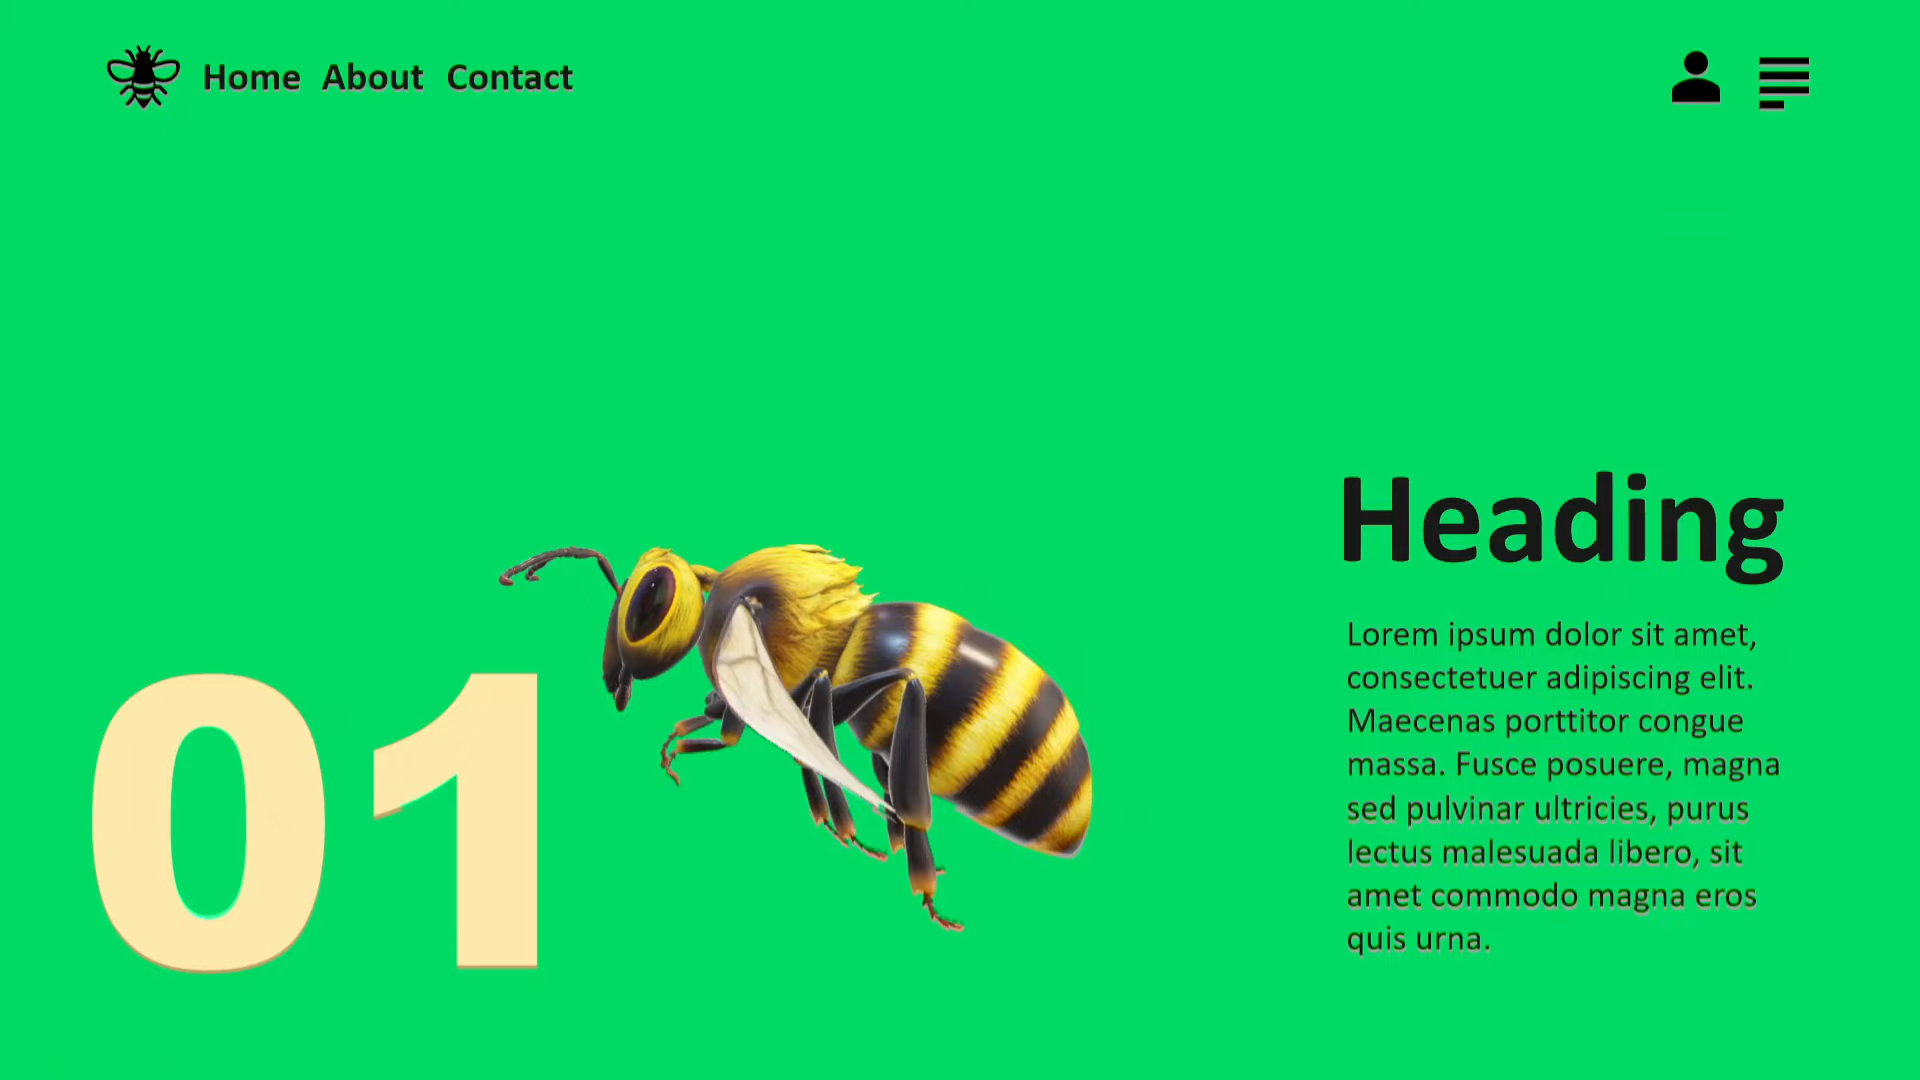 Home About Contact
Heading
Lorem ipsum dolor sit amet,
consectetuer adipiscing elit.
Maecenas porttitor congue
massa. Fusce posuere, magna
sed pulvinar ultricies, purus
lectus malesuada libero, sit
amet commodo magna eros
quis urna.
01